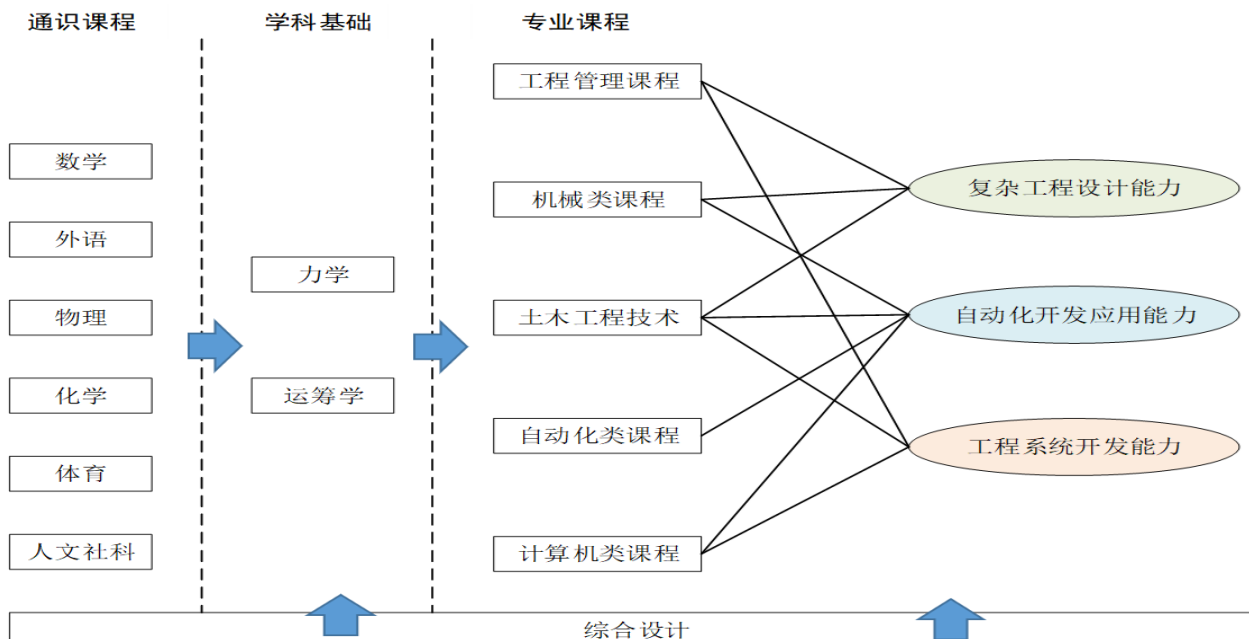 通识课程
学科基础
专业课程
数学
外语
物理
化学
体育
人文社科
力学
运筹学
工程管理课程
机械类课程
土木工程技术
自动化类课程
计算机类课程
复杂工程设计能力
自动化开发应用能力
工程系统开发能力
综合设计